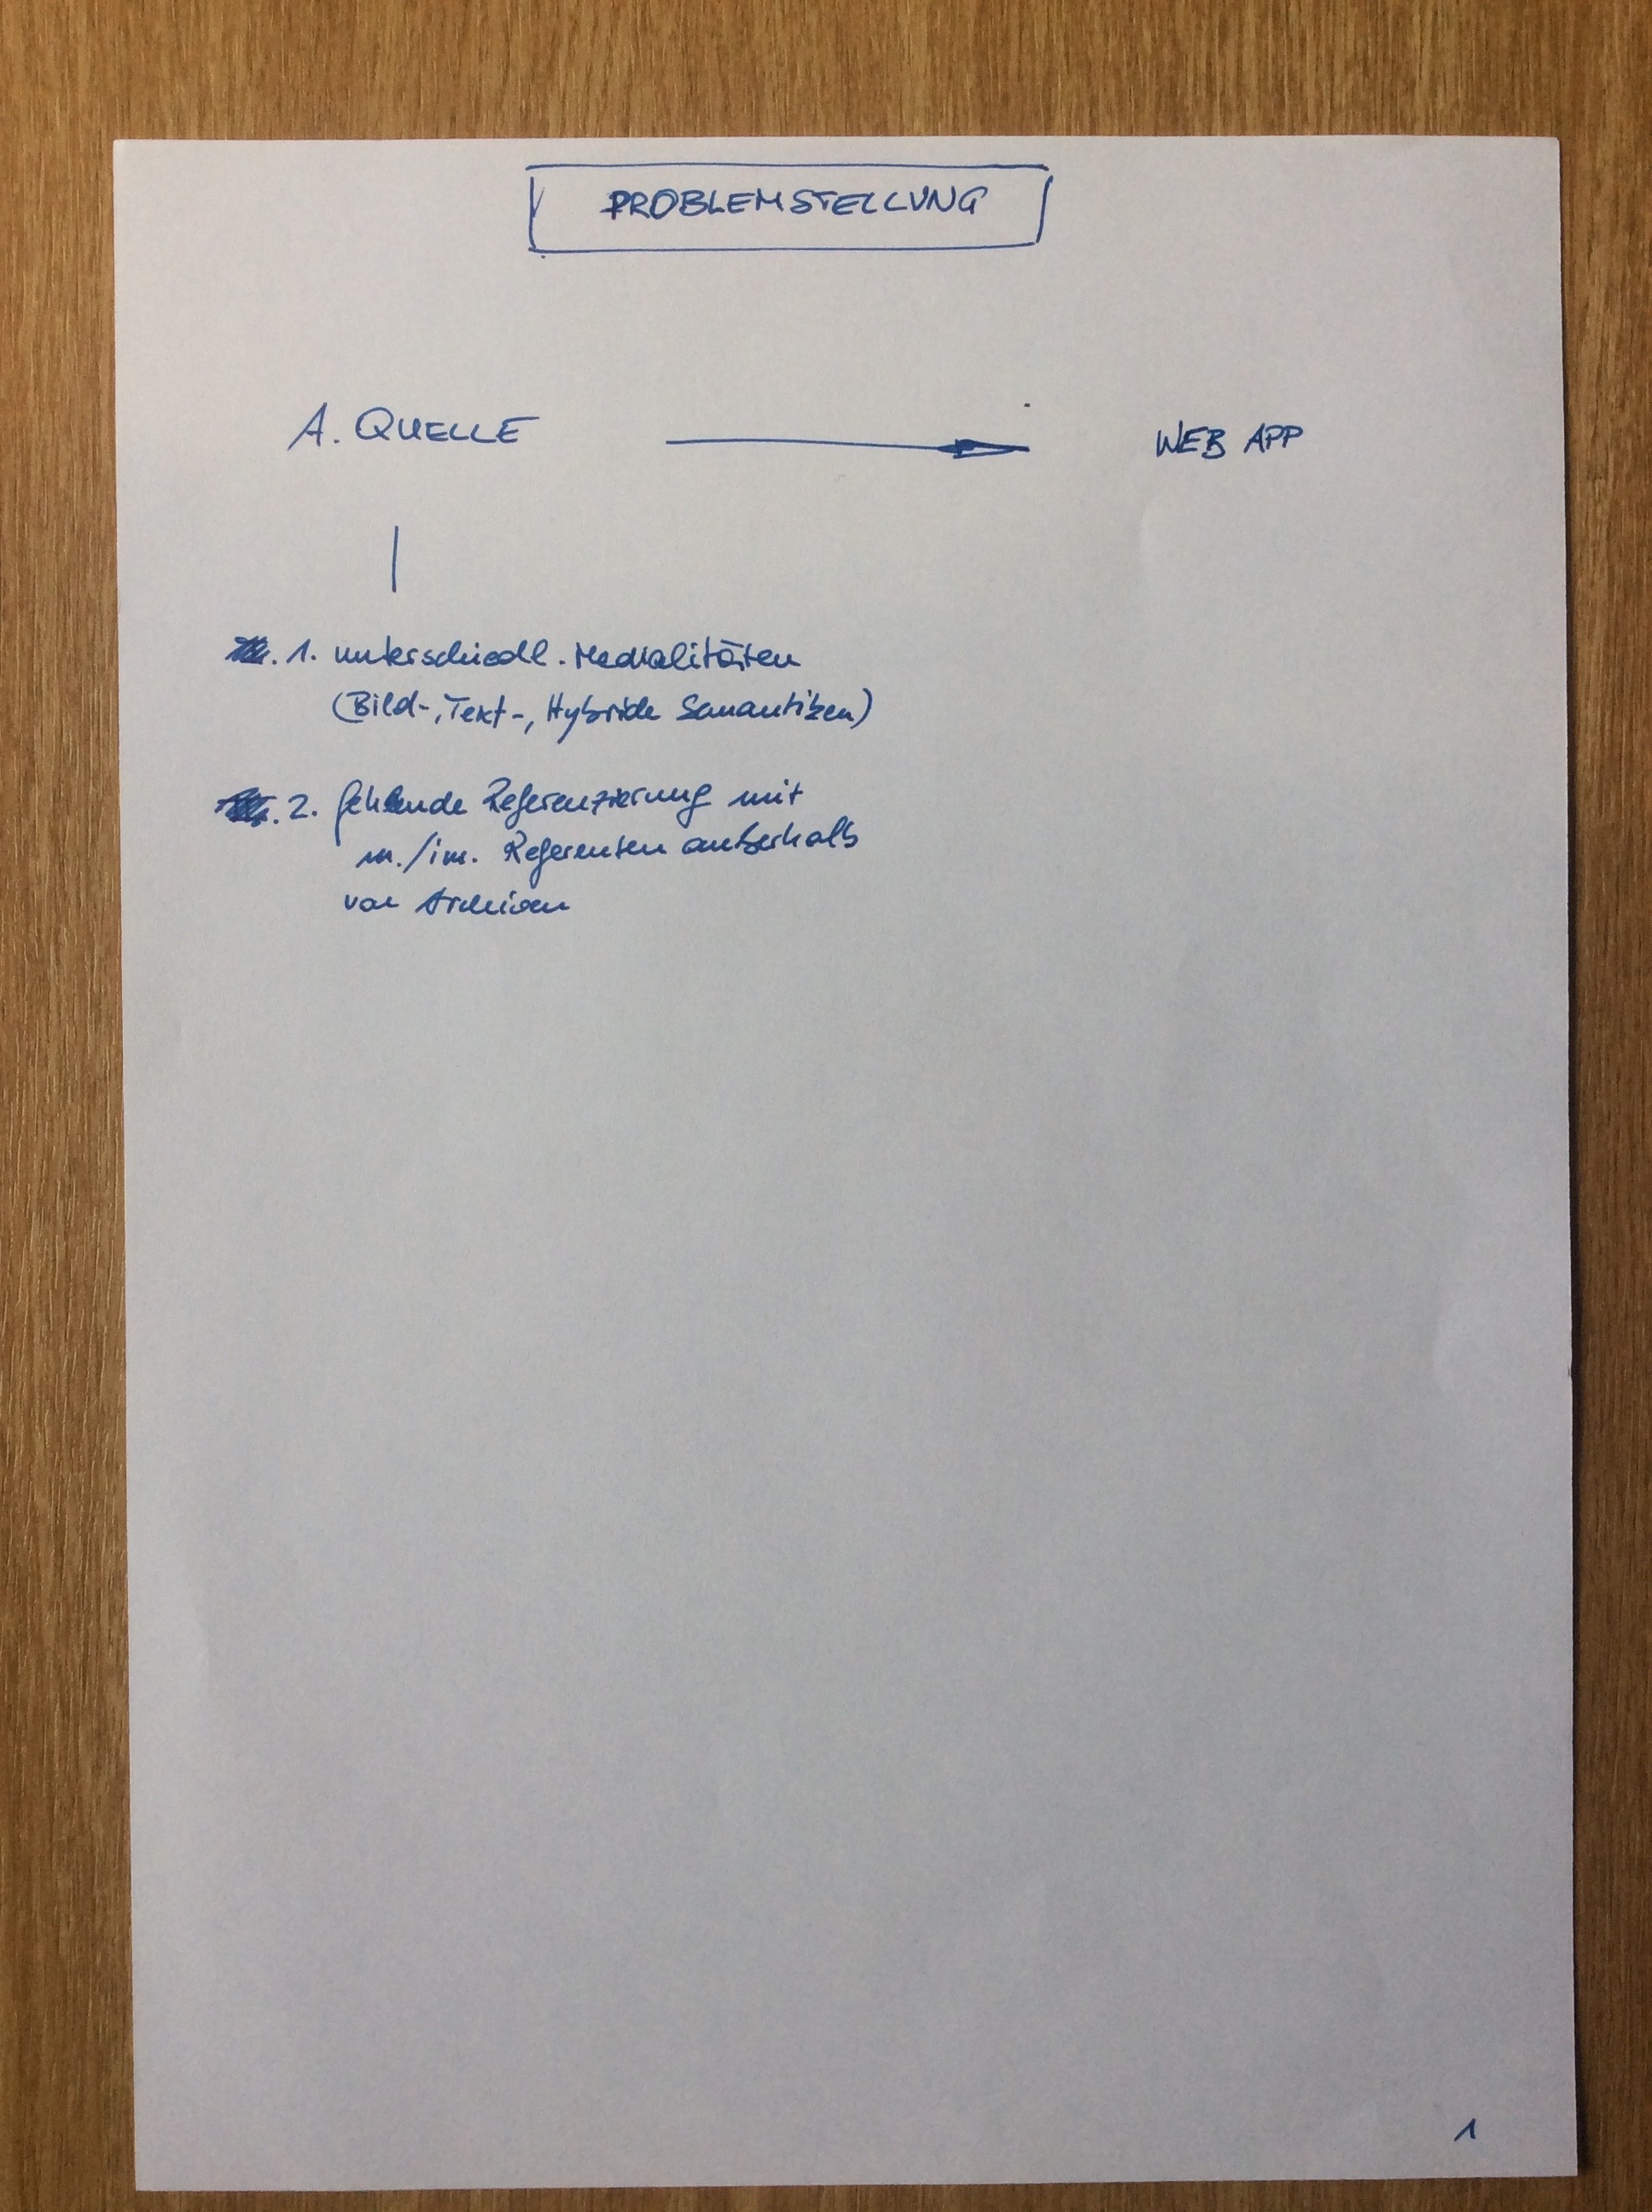 PROBLEMSTELLUNG
A. QUELLE
WEB APP
1. unterschiedl. Medialitäten
(Bild-, Text-, Hybride Semantiken)
2. fehlende Referenzierung mit
m./im. Referenten außerhalb
von Archiven
1